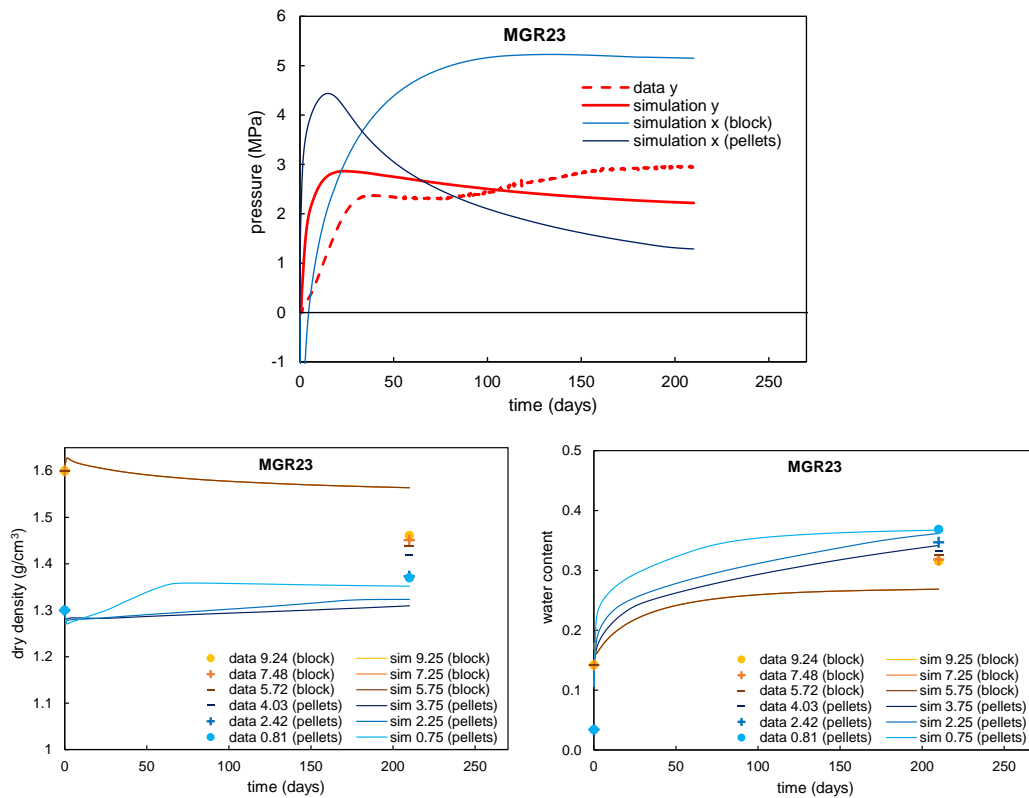 MGR23
6
5
4
3
2
1
0
-1
pressure (MPa)
data y
simulation y
simulation x (block)
simulation x (pellets)
0 50 100 150 200 250
time (days)
MGR23
1.6
1.5
1.4
1.3
1.2
1.1
1
dry density (g/cm³)
data 9.24 (block) sim 9.25 (block)
data 7.48 (block) sim 7.25 (block)
data 5.72 (block) sim 5.75 (block)
data 4.03 (pellets) sim 3.75 (pellets)
data 2.42 (pellets) sim 2.25 (pellets)
data 0.81 (pellets) sim 0.75 (pellets)
0 50 100 150 200 250
time (days)
MGR23
0.5
0.4
0.3
0.2
0.1
0.0
water content
data 9.24 (block) sim 9.25 (block)
data 7.48 (block) sim 7.25 (block)
data 5.72 (block) sim 5.75 (block)
data 4.03 (pellets) sim 3.75 (pellets)
data 2.42 (pellets) sim 2.25 (pellets)
data 0.81 (pellets) sim 0.75 (pellets)
0 50 100 150 200 250
time (days)